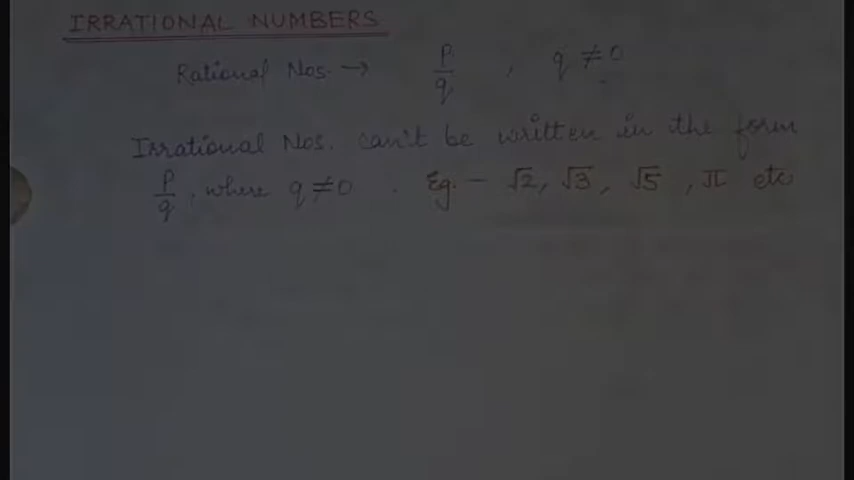 IRRATIONAL NUMBERS
Rational Nos. → p/q , q ≠ 0
Irrational Nos. can't be written in the form
p/q , where q ≠ 0 . Eg. – √2, √3, √5, π etc